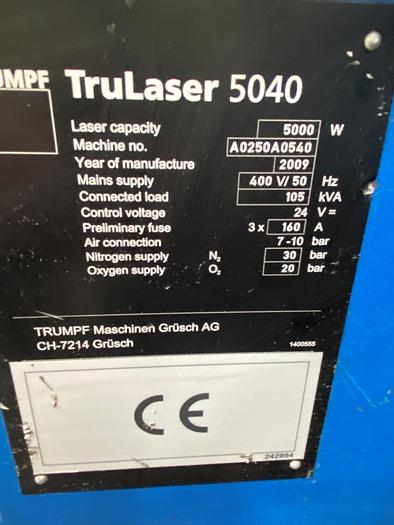 TruLaser 5040
Laser capacity 5000 W
Machine no. A0250A0540
Year of manufacture 2009
Mains supply 400 V/ 50 Hz
Connected load 105 kVA
Control voltage 24 V=
Preliminary fuse 3 x 160 A
Air connection 7-10 bar
Nitrogen supply N₂ 30 bar
Oxygen supply O₂ 20 bar
TRUMPF Maschinen Grüsch AG
CH-7214 Grüsch 1400555
CE
242954